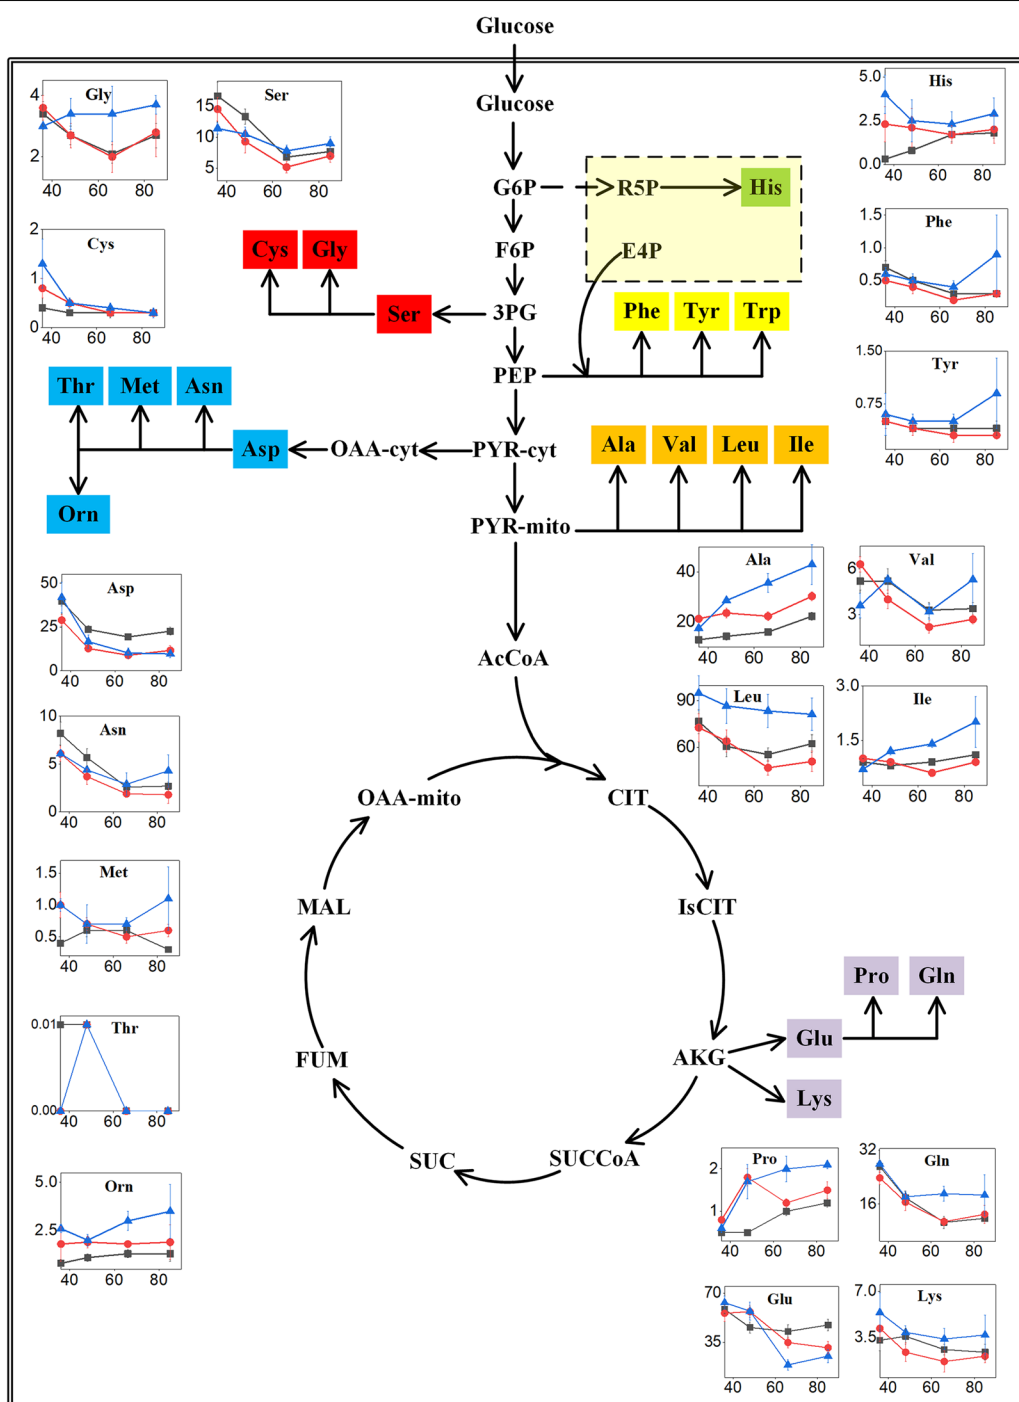 Glucose
Glucose
G6P
R5P
His
F6P
E4P
Cys
Gly
3PG
Ser
Phe
Tyr
Trp
PEP
Thr
Met
Asn
Asp
OAA-cyt
PYR-cyt
Orn
Ala
Val
Leu
Ile
PYR-mito
AcCoA
OAA-mito
CIT
MAL
IsCIT
FUM
AKG
SUC
SUCCoA
Pro
Gln
Glu
Lys
Gly
4
2
40 60 80
Ser
15
10
5
40 60 80
Cys
2
1
0
40 60 80
His
5.0
2.5
0.0
40 60 80
Phe
1.5
1.0
0.5
40 60 80
Tyr
1.50
0.75
40 60 80
Asp
50
25
0
40 60 80
Asn
10
5
0
40 60 80
Met
1.5
1.0
0.5
40 60 80
Thr
0.01
0.00
40 60 80
Orn
5.0
2.5
40 60 80
Ala
40
20
40 60 80
Val
6
3
40 60 80
Leu
90
60
40 60 80
Ile
3.0
1.5
40 60 80
Pro
2
1
40 60 80
Gln
32
16
40 60 80
Glu
70
35
40 60 80
Lys
7.0
3.5
40 60 80